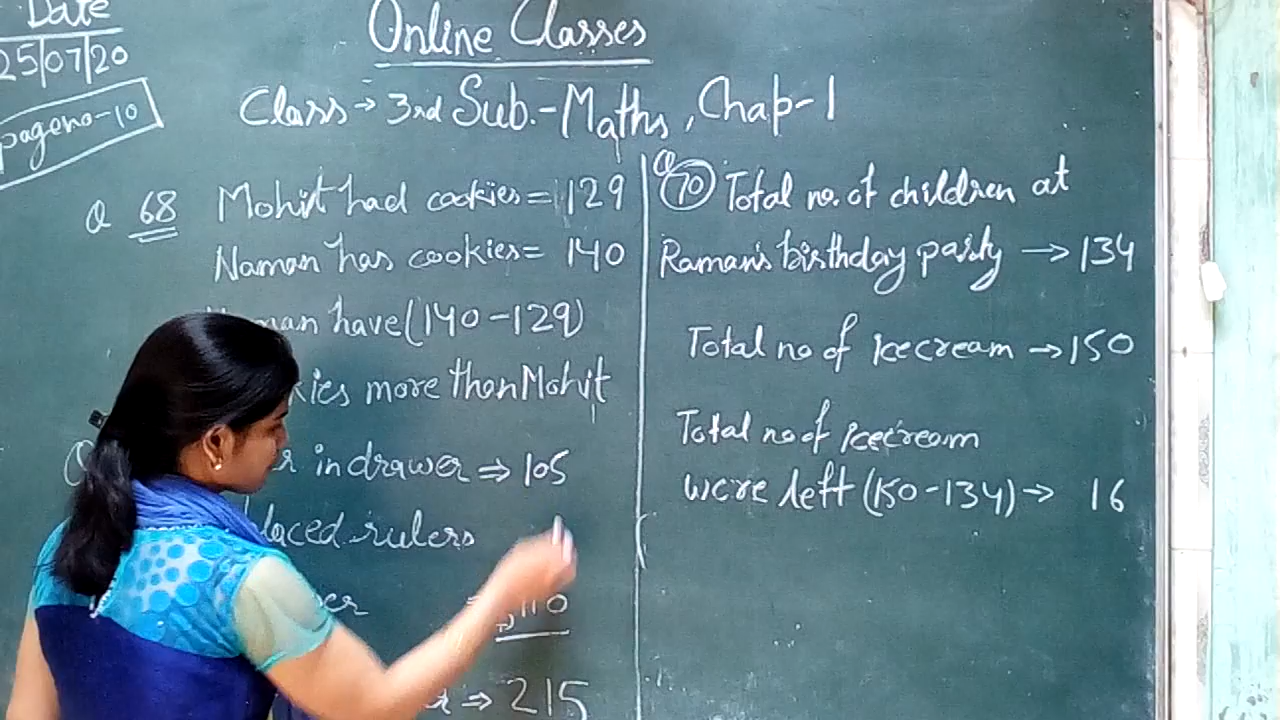 Date
25/07/20
pageno-10
Online Classes
Class → 3rd Sub.-Maths, Chap-1
Q 68 Mohit had cookies = 129
Naman has cookies = 140
have (140-129)
more than Mohit
in drawer ⇒ 105
rulers
110
⇒ 215
Q 70 Total no. of children at
Raman's birthday party → 134
Total no of icecream → 150
Total no of icecream
were left (150-134) → 16